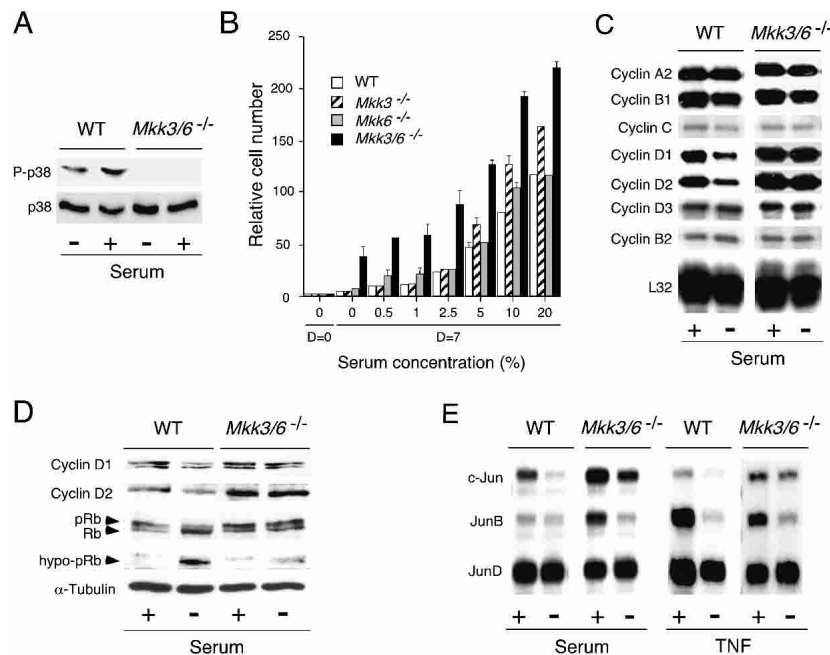 A
WT Mkk3/6 -/-
P-p38
p38
- + - +
Serum
B
Relative cell number
250
200
150
100
50
0
WT
Mkk3 -/-
Mkk6 -/-
Mkk3/6 -/-
0 0 0.5 1 2.5 5 10 20
D=0 D=7
Serum concentration (%)
C
WT Mkk3/6 -/-
Cyclin A2
Cyclin B1
Cyclin C
Cyclin D1
Cyclin D2
Cyclin D3
Cyclin B2
L32
+ - + -
Serum
D
WT Mkk3/6 -/-
Cyclin D1
Cyclin D2
pRb
Rb
hypo-pRb
α-Tubulin
+ - + -
Serum
E
WT Mkk3/6 -/- WT Mkk3/6 -/-
c-Jun
JunB
JunD
+ - + - + - + -
Serum TNF